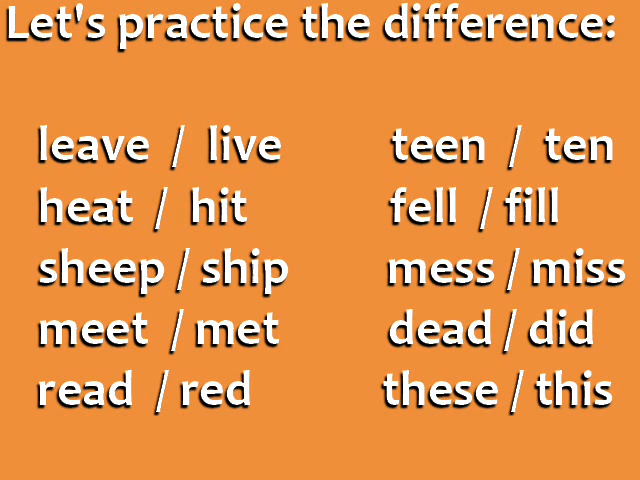 Let's practice the difference:
leave / live
heat / hit
sheep / ship
meet / met
read / red
teen / ten
fell / fill
mess / miss
dead / did
these / this